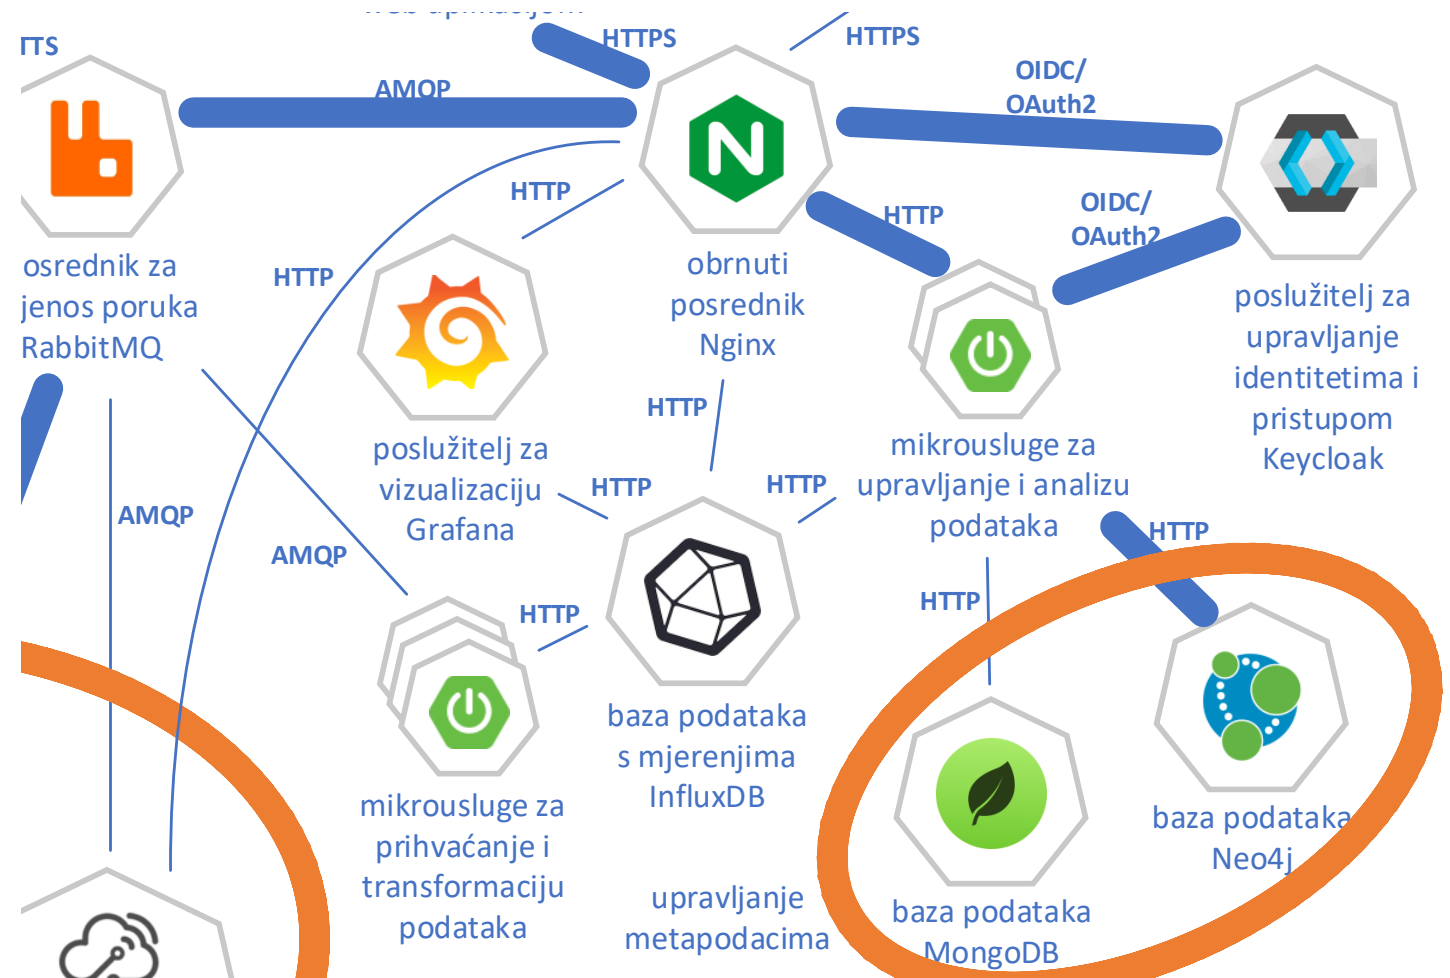 web aplikacijom
TTS
HTTPS
HTTPS
AMQP
OIDC/
OAuth2
HTTP
HTTP
OIDC/
OAuth2
HTTP
osrednik za
jenos poruka
RabbitMQ
obrnuti
posrednik
Nginx
poslužitelj za
upravljanje
identitetima i
pristupom
Keycloak
HTTP
poslužitelj za
vizualizaciju
Grafana
mikrousluge za
upravljanje i analizu
podataka
HTTP
HTTP
AMQP
AMQP
HTTP
HTTP
HTTP
baza podataka
s mjerenjima
InfluxDB
mikrousluge za
prihvaćanje i
transformaciju
podataka
baza podataka
Neo4j
upravljanje
metapodacima
baza podataka
MongoDB